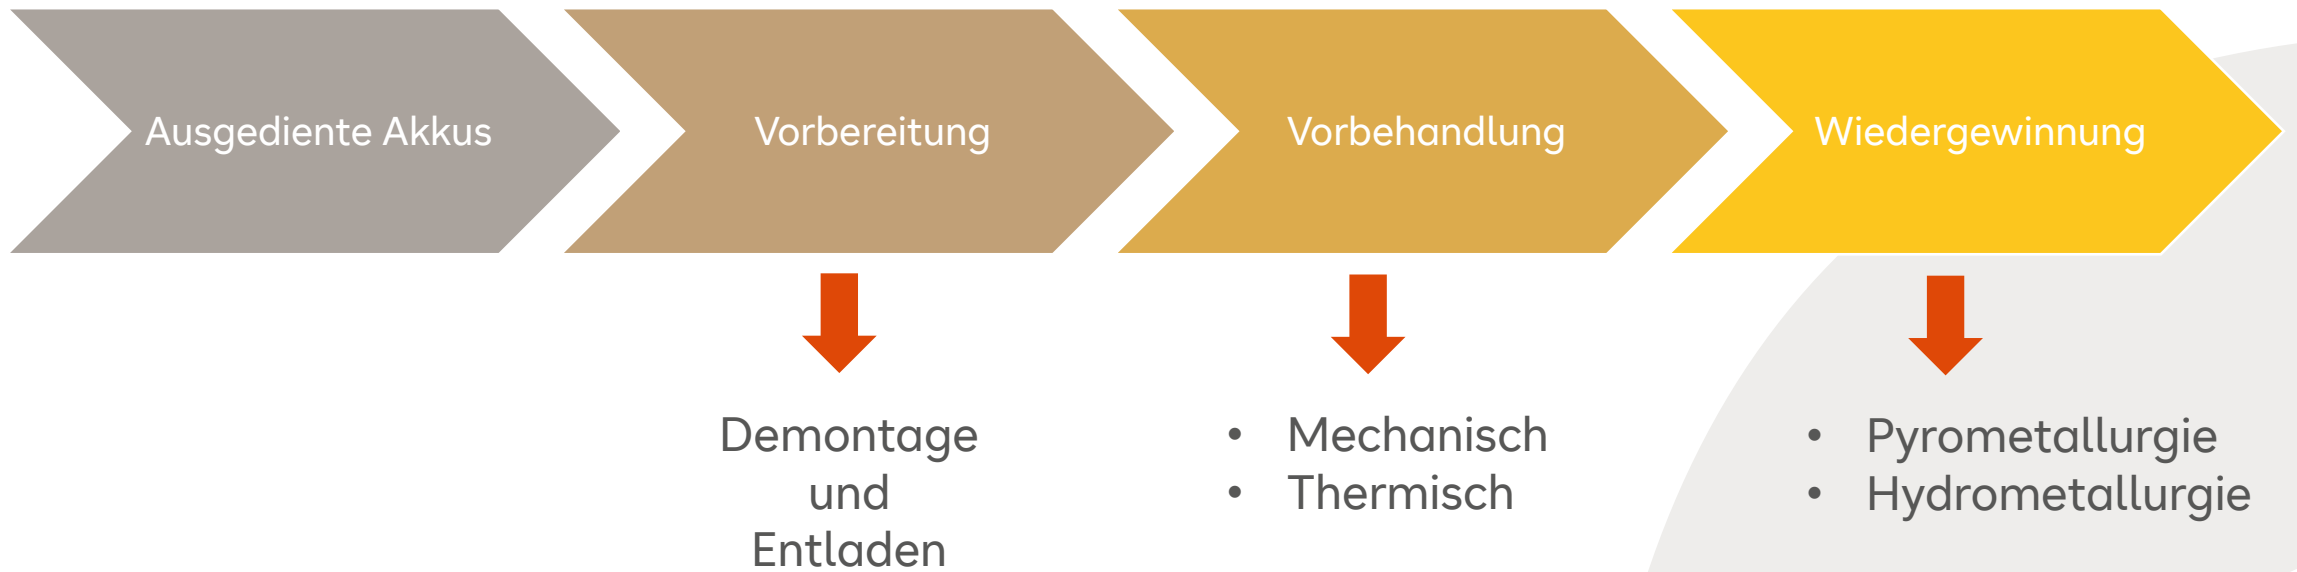 Ausgediente Akkus
Vorbereitung
Vorbehandlung
Wiedergewinnung
Demontage
und
Entladen
• Mechanisch
• Thermisch
• Pyrometallurgie
• Hydrometallurgie